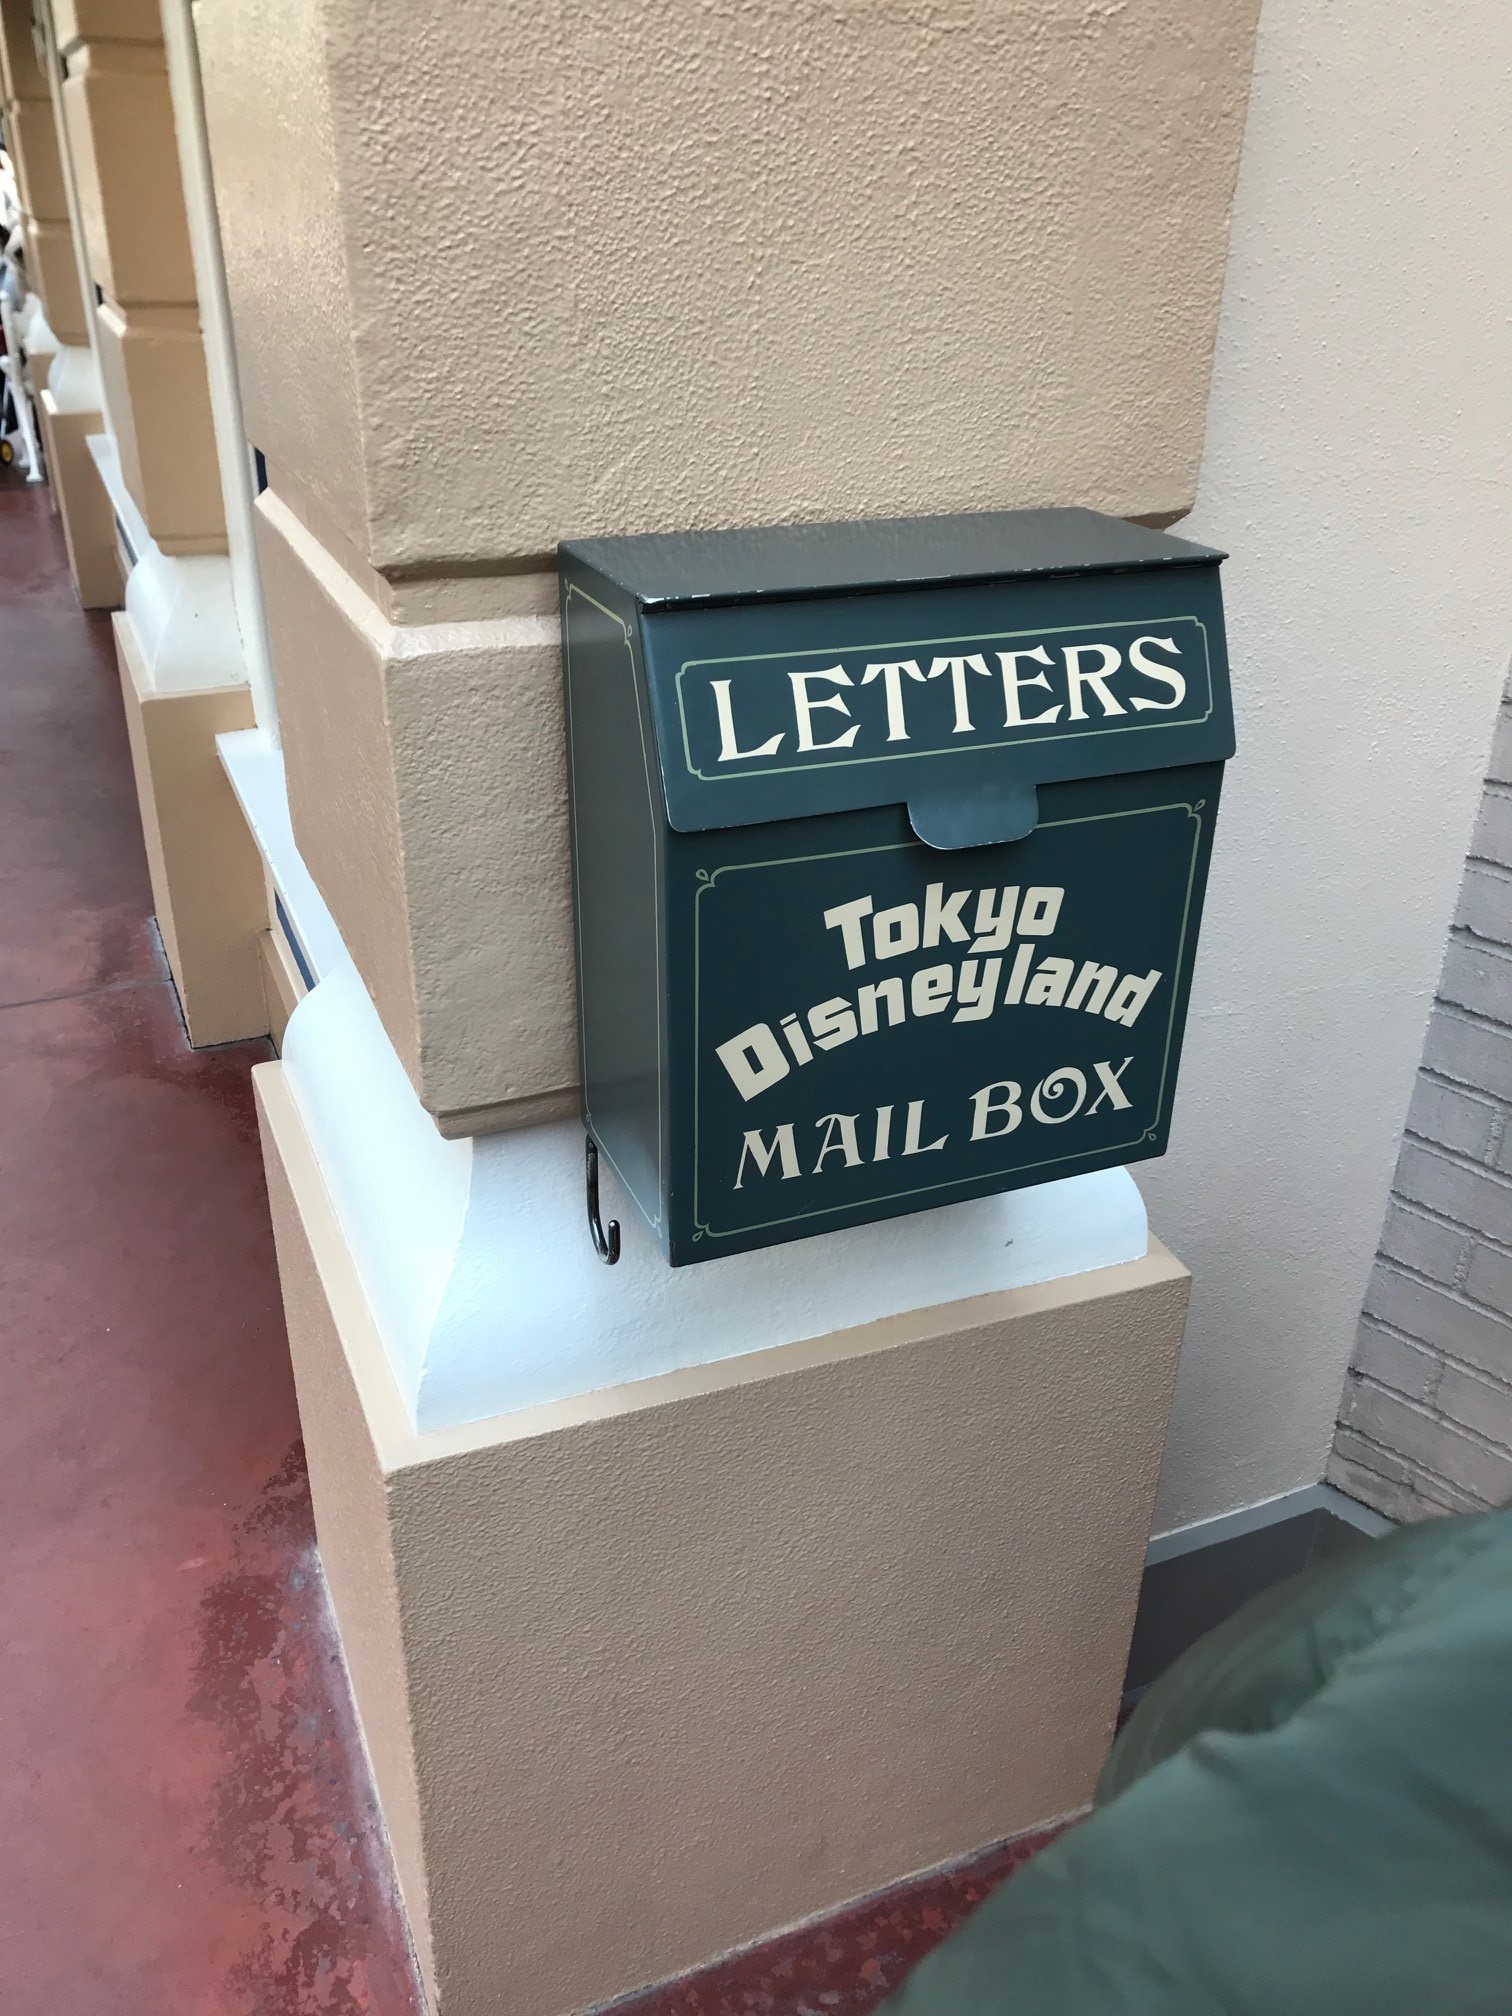 LETTERS
Tokyo
Disneyland
MAIL BOX